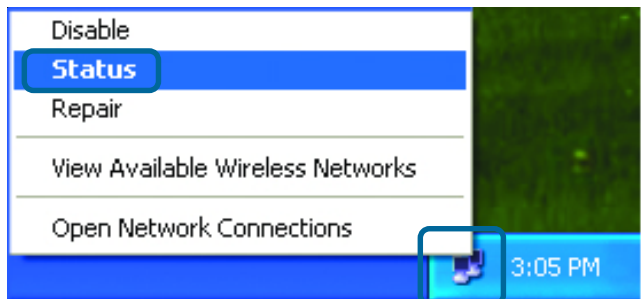 Disable
Status
Repair
View Available Wireless Networks
Open Network Connections
3:05 PM